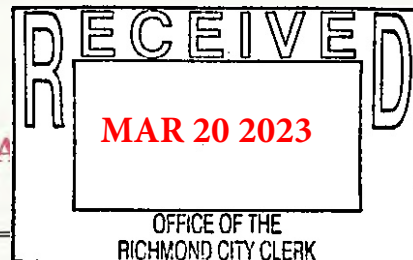 RECEIVED
MAR 20 2023
OFFICE OF THE
RICHMOND CITY CLERK